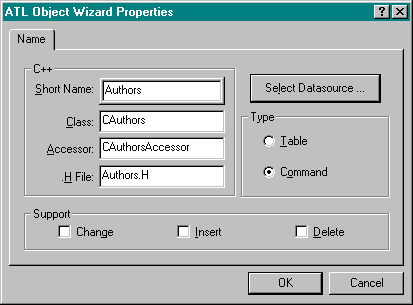 ATL Object Wizard Properties
Name
C++
Short Name: Authors
Class: CAuthors
Accessor: CAuthorsAccessor
.H File: Authors.H
Select Datasource ...
Type
Table
Command
Support
Change Insert Delete
OK Cancel